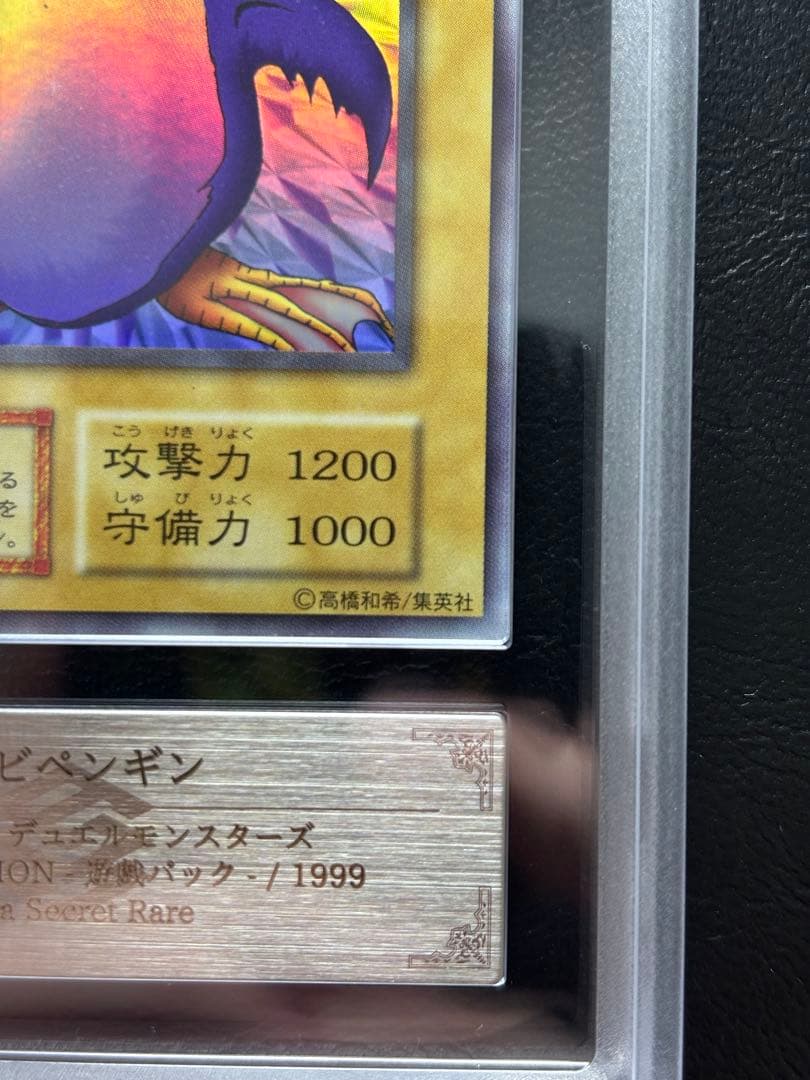 る
を
。
こう げき りょく
攻撃力 1200
しゅ び りょく
守備力 1000
©高橋和希/集英社
ビペンギン
デュエルモンスターズ
ION - 遊戯パック - / 1999
a Secret Rare